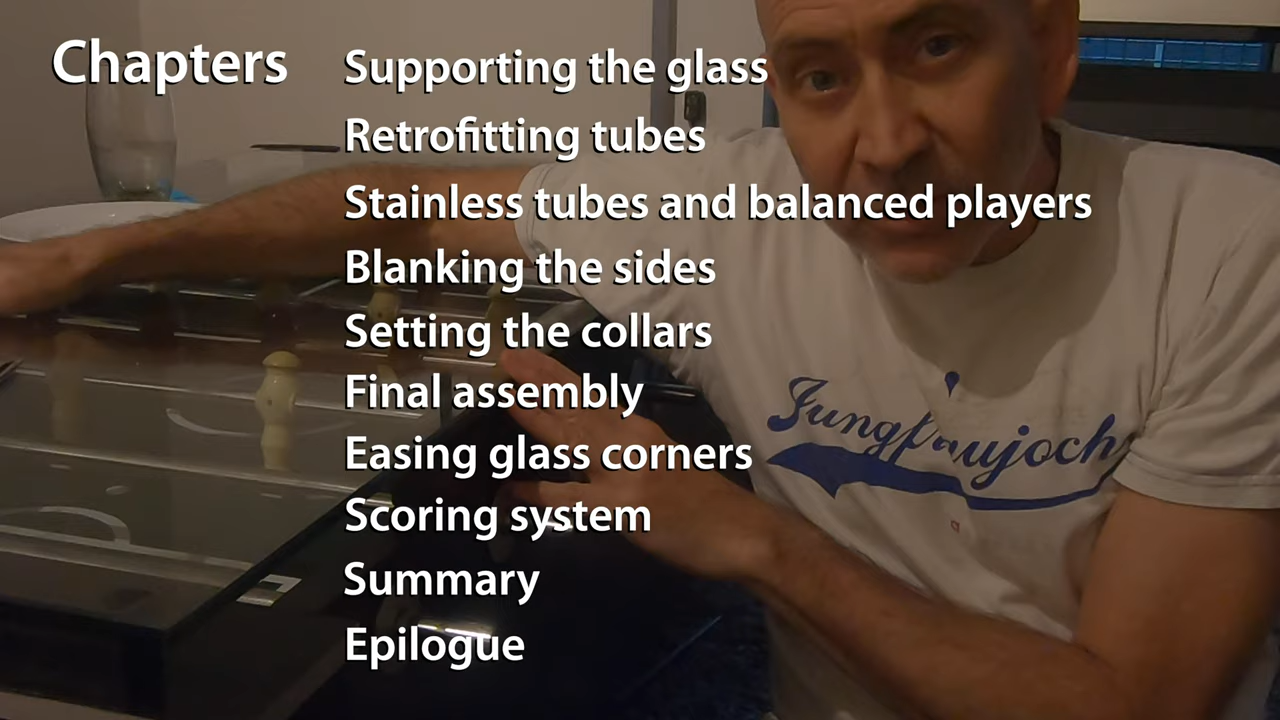 Chapters
Supporting the glass
Retrofitting tubes
Stainless tubes and balanced players
Blanking the sides
Setting the collars
Final assembly
Easing glass corners
Scoring system
Summary
Epilogue
Jungfraujoch